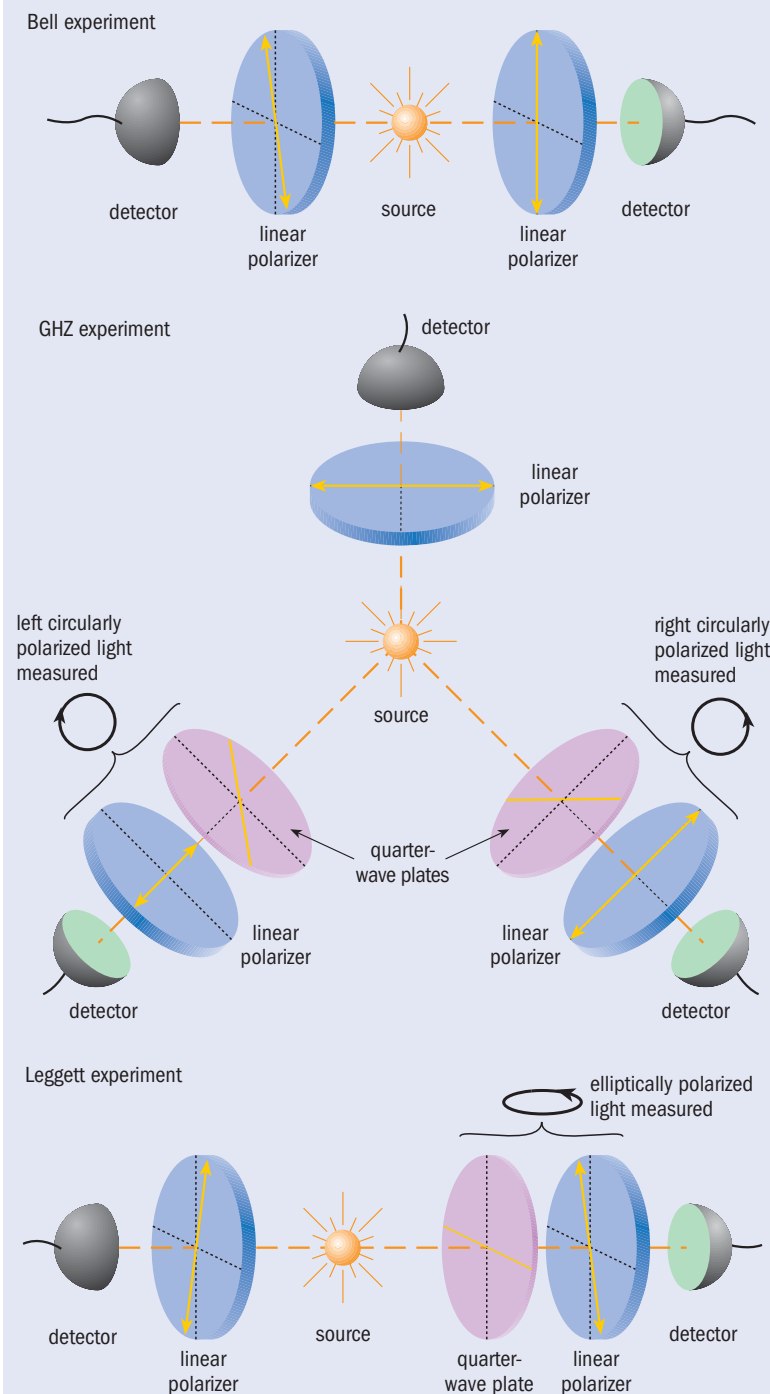 Bell experiment
detector
linear
polarizer
source
linear
polarizer
detector
GHZ experiment
detector
linear
polarizer
left circularly
polarized light
measured
right circularly
polarized light
measured
source
quarter-
wave plates
linear
polarizer
linear
polarizer
detector
detector
Leggett experiment
elliptically polarized
light measured
detector
linear
polarizer
source
quarter-
wave plate
linear
polarizer
detector